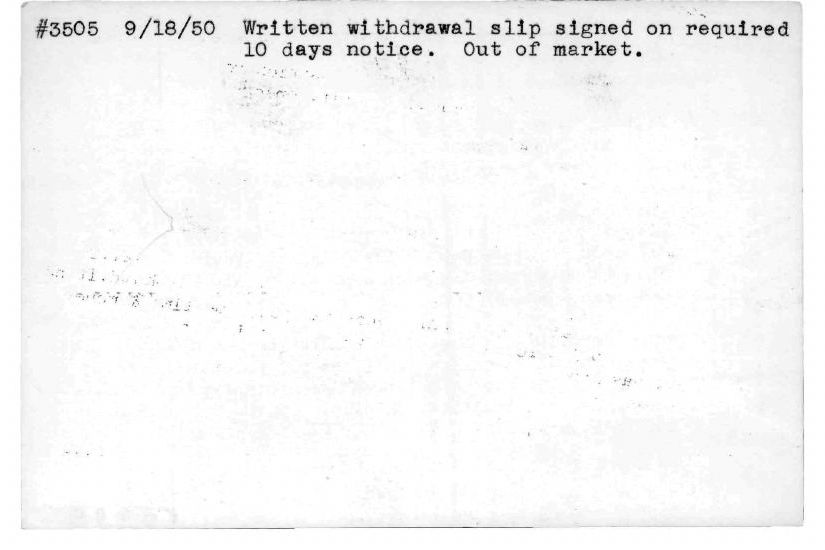 #3505 9/18/50 Written withdrawal slip signed on required
10 days notice. Out of market.